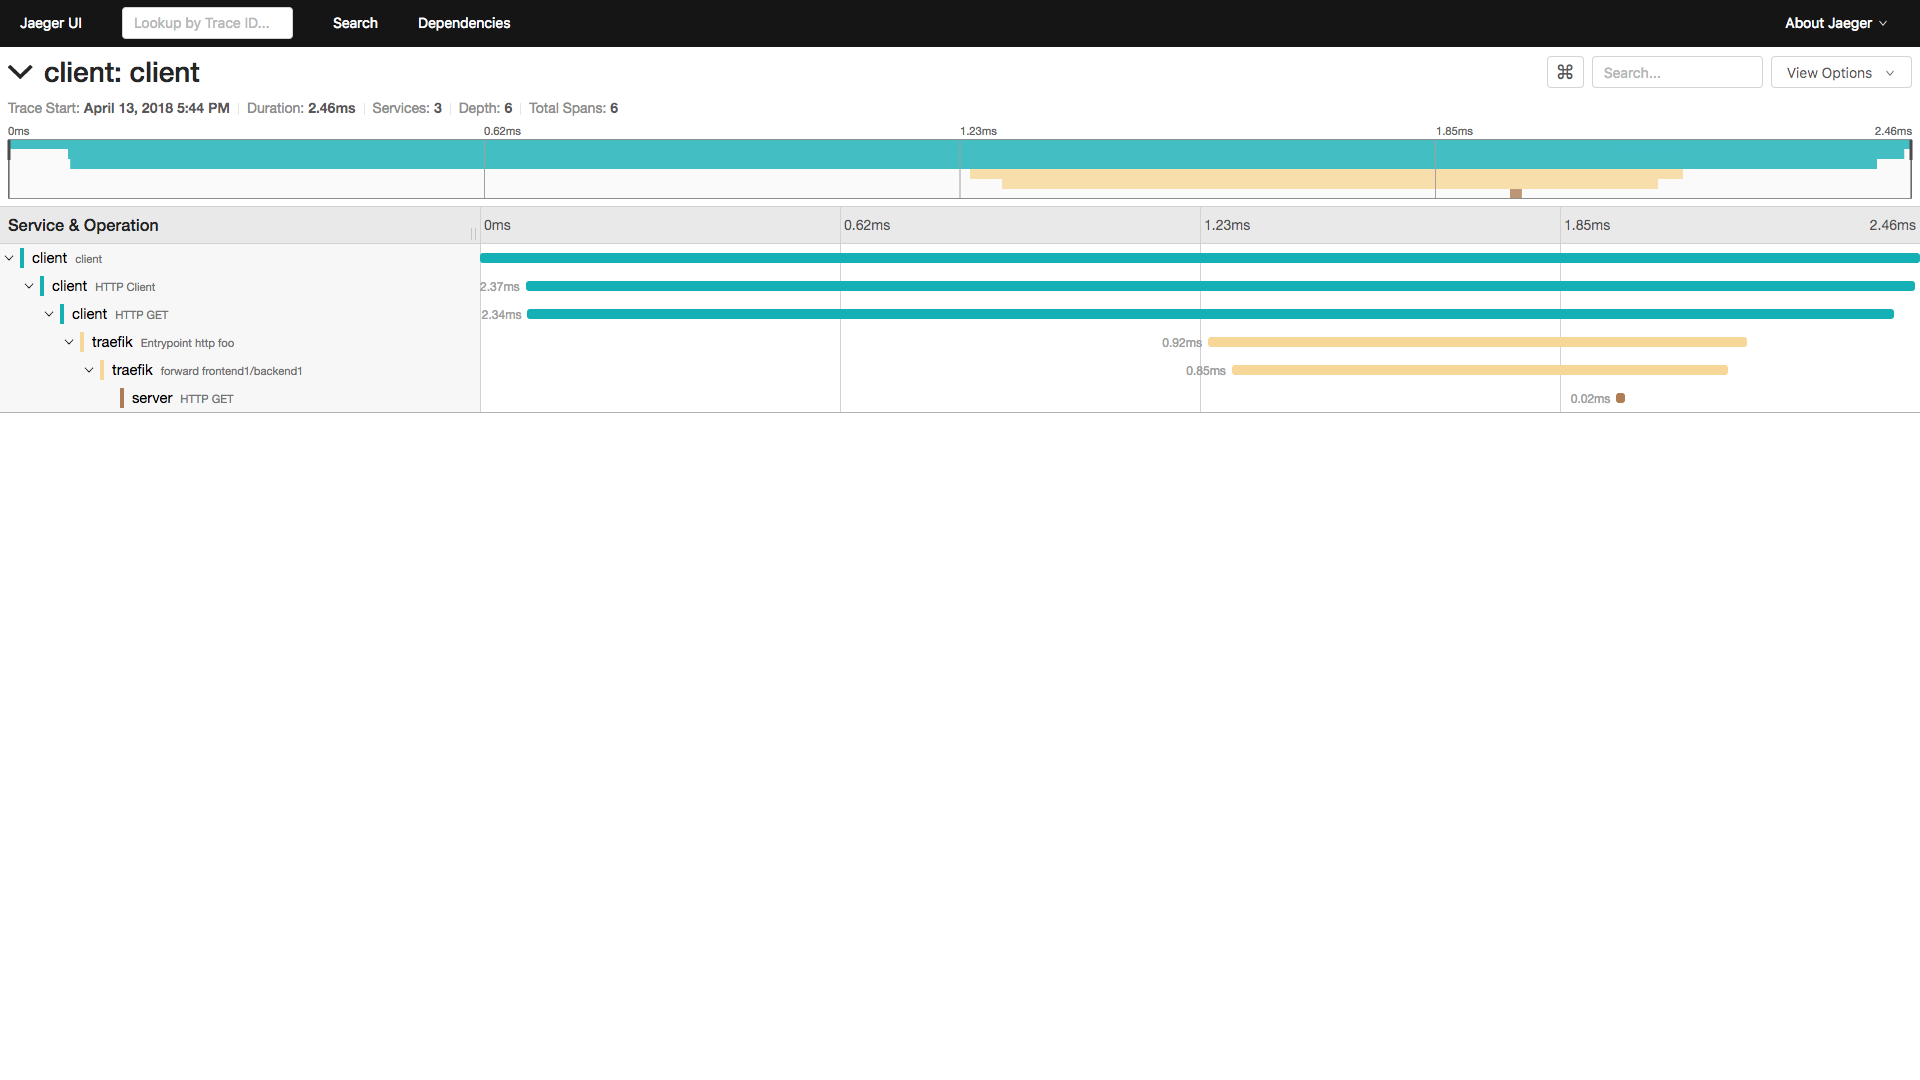 Jaeger UI Lookup by Trace ID... Search Dependencies About Jaeger
client: client ⌘ Search... View Options
Trace Start: April 13, 2018 5:44 PM Duration: 2.46ms Services: 3 Depth: 6 Total Spans: 6
0ms 0.62ms 1.23ms 1.85ms 2.46ms
Service & Operation 0ms 0.62ms 1.23ms 1.85ms 2.46ms
client client
client HTTP Client 2.37ms
client HTTP GET 2.34ms
traefik Entrypoint http foo 0.92ms
traefik forward frontend1/backend1 0.85ms
server HTTP GET 0.02ms